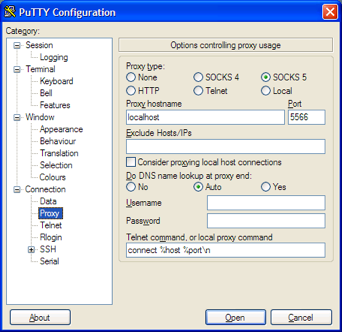 PuTTY Configuration
Category:
Session
Logging
Terminal
Keyboard
Bell
Features
Window
Appearance
Behaviour
Translation
Selection
Colours
Connection
Data
Proxy
Telnet
Rlogin
SSH
Serial
Options controlling proxy usage
Proxy type:
None SOCKS 4 SOCKS 5
HTTP Telnet Local
Proxy hostname Port
localhost 5566
Exclude Hosts/IPs
Consider proxying local host connections
Do DNS name lookup at proxy end:
No Auto Yes
Username
Password
Telnet command, or local proxy command
connect %host %port\n
About Open Cancel